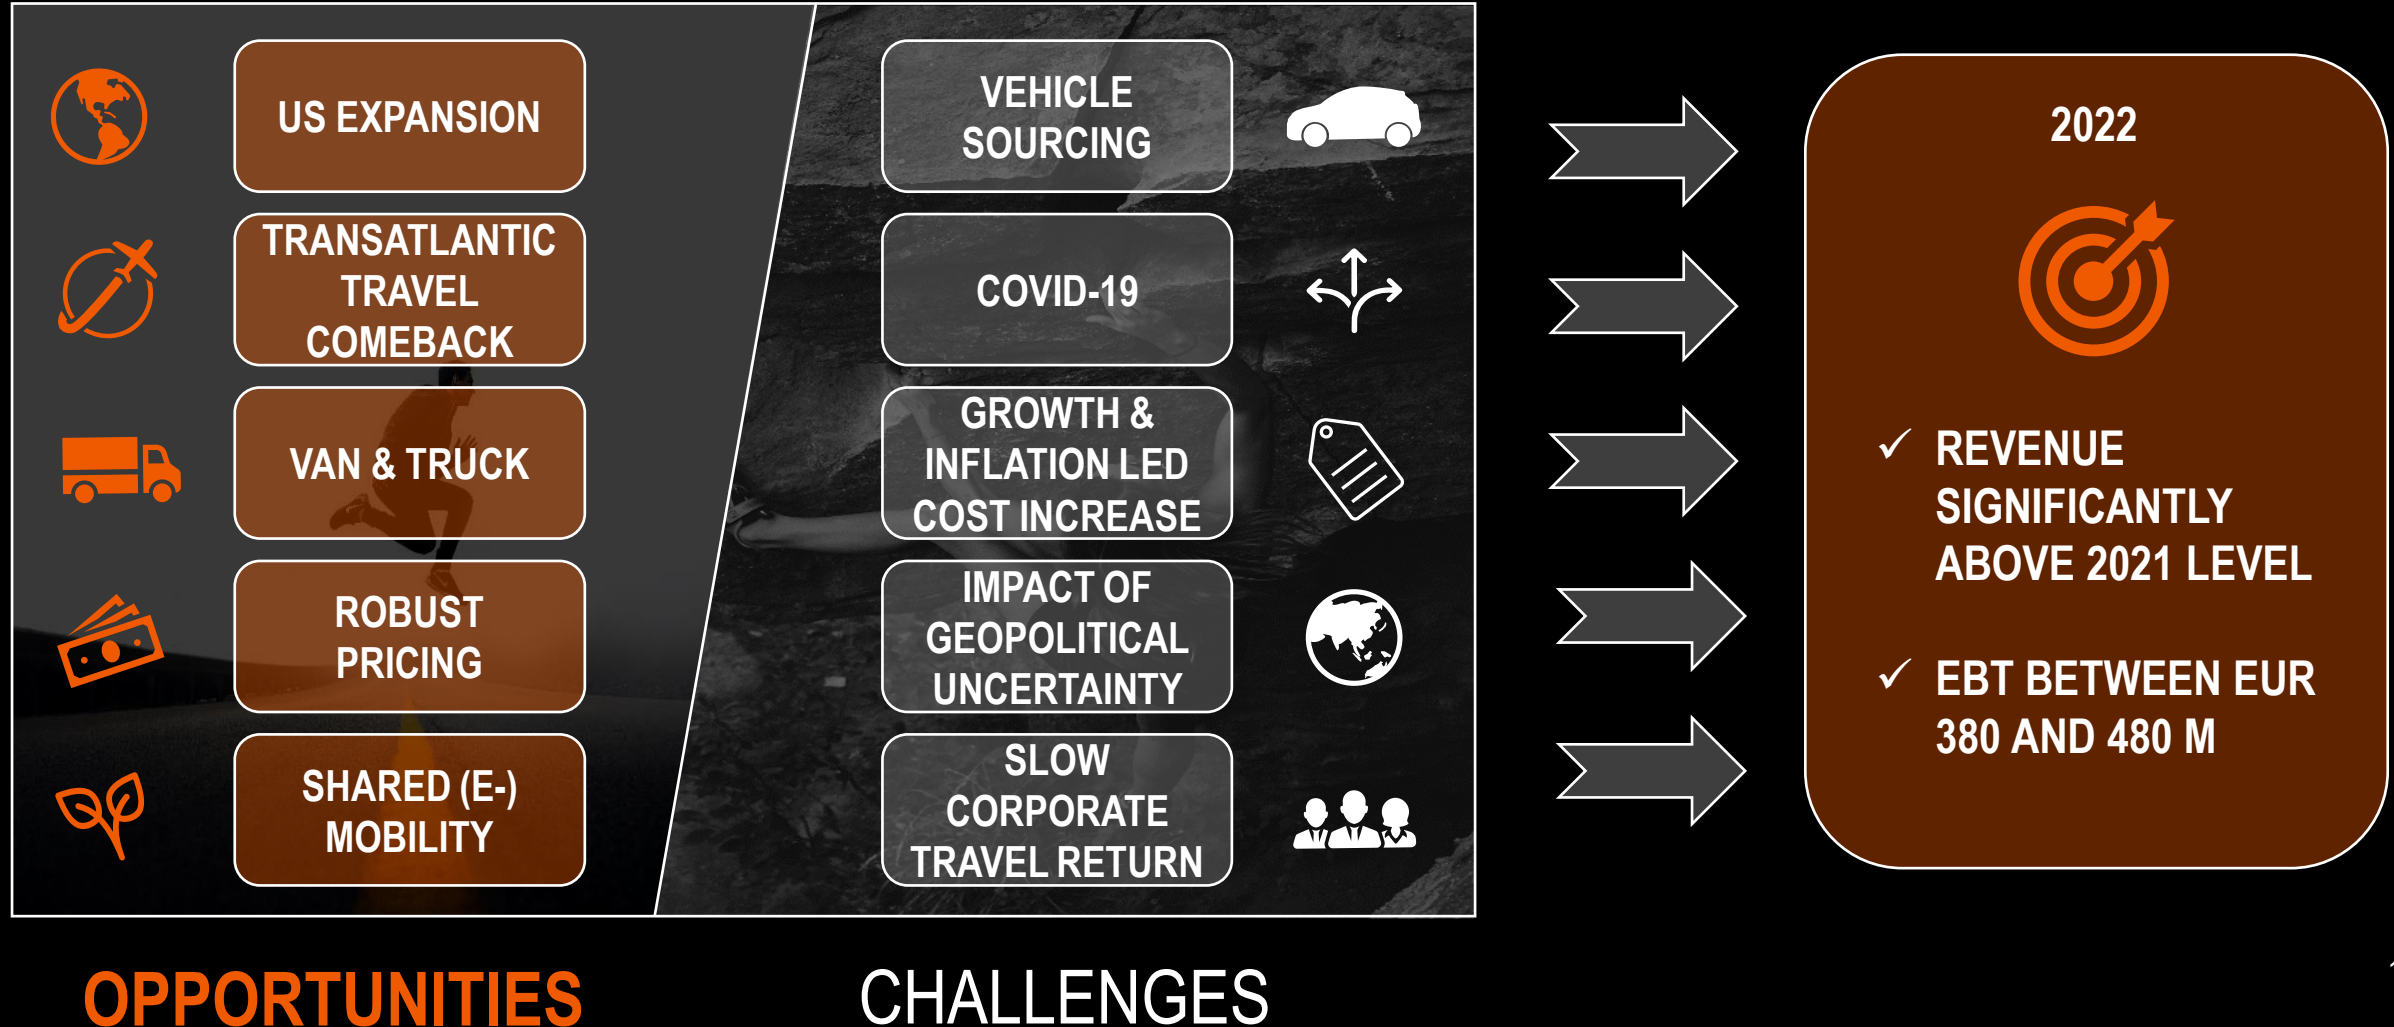 US EXPANSION
TRANSATLANTIC
TRAVEL
COMEBACK
VAN & TRUCK
ROBUST
PRICING
SHARED (E-)
MOBILITY
OPPORTUNITIES
VEHICLE
SOURCING
COVID-19
GROWTH &
INFLATION LED
COST INCREASE
IMPACT OF
GEOPOLITICAL
UNCERTAINTY
SLOW
CORPORATE
TRAVEL RETURN
CHALLENGES
2022
✓ REVENUE
SIGNIFICANTLY
ABOVE 2021 LEVEL
✓ EBT BETWEEN EUR
380 AND 480 M